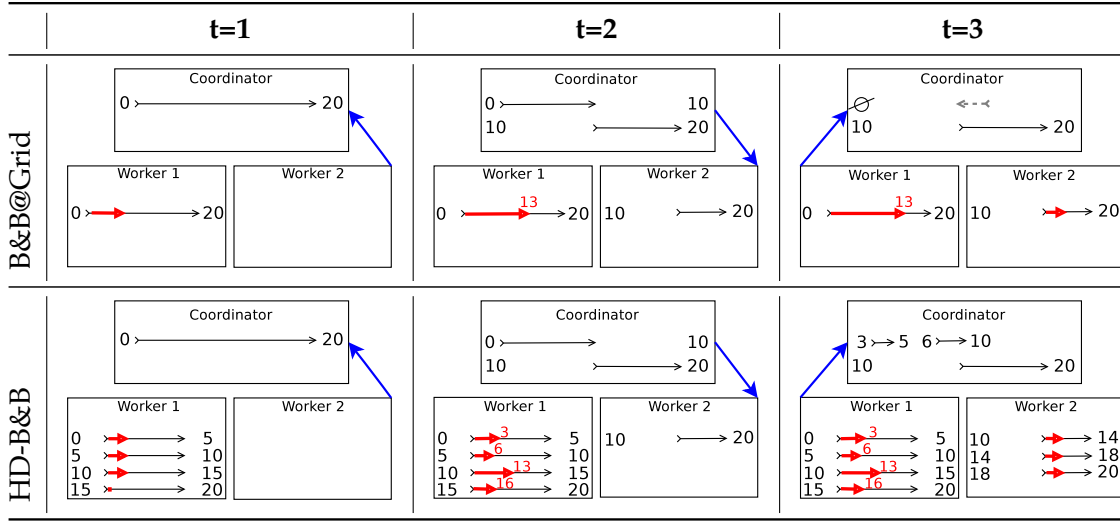 t=1 t=2 t=3
B&B@Grid
Coordinator
0 20
Worker 1 Worker 2
0 20
Coordinator
0 10
10 20
Worker 1 Worker 2
13
0 20 10 20
Coordinator
10 20
Worker 1 Worker 2
13
0 20 10 20
HD-B&B
Coordinator
0 20
Worker 1 Worker 2
0 5
5 10
10 15
15 20
Coordinator
0 10
10 20
Worker 1 Worker 2
0 3 5
5 6 10 10 20
10 13 15
15 16 20
Coordinator
3 5 6 10
10 20
Worker 1 Worker 2
0 3 5 10 14
5 6 10 14 18
10 13 15 18 20
15 16 20